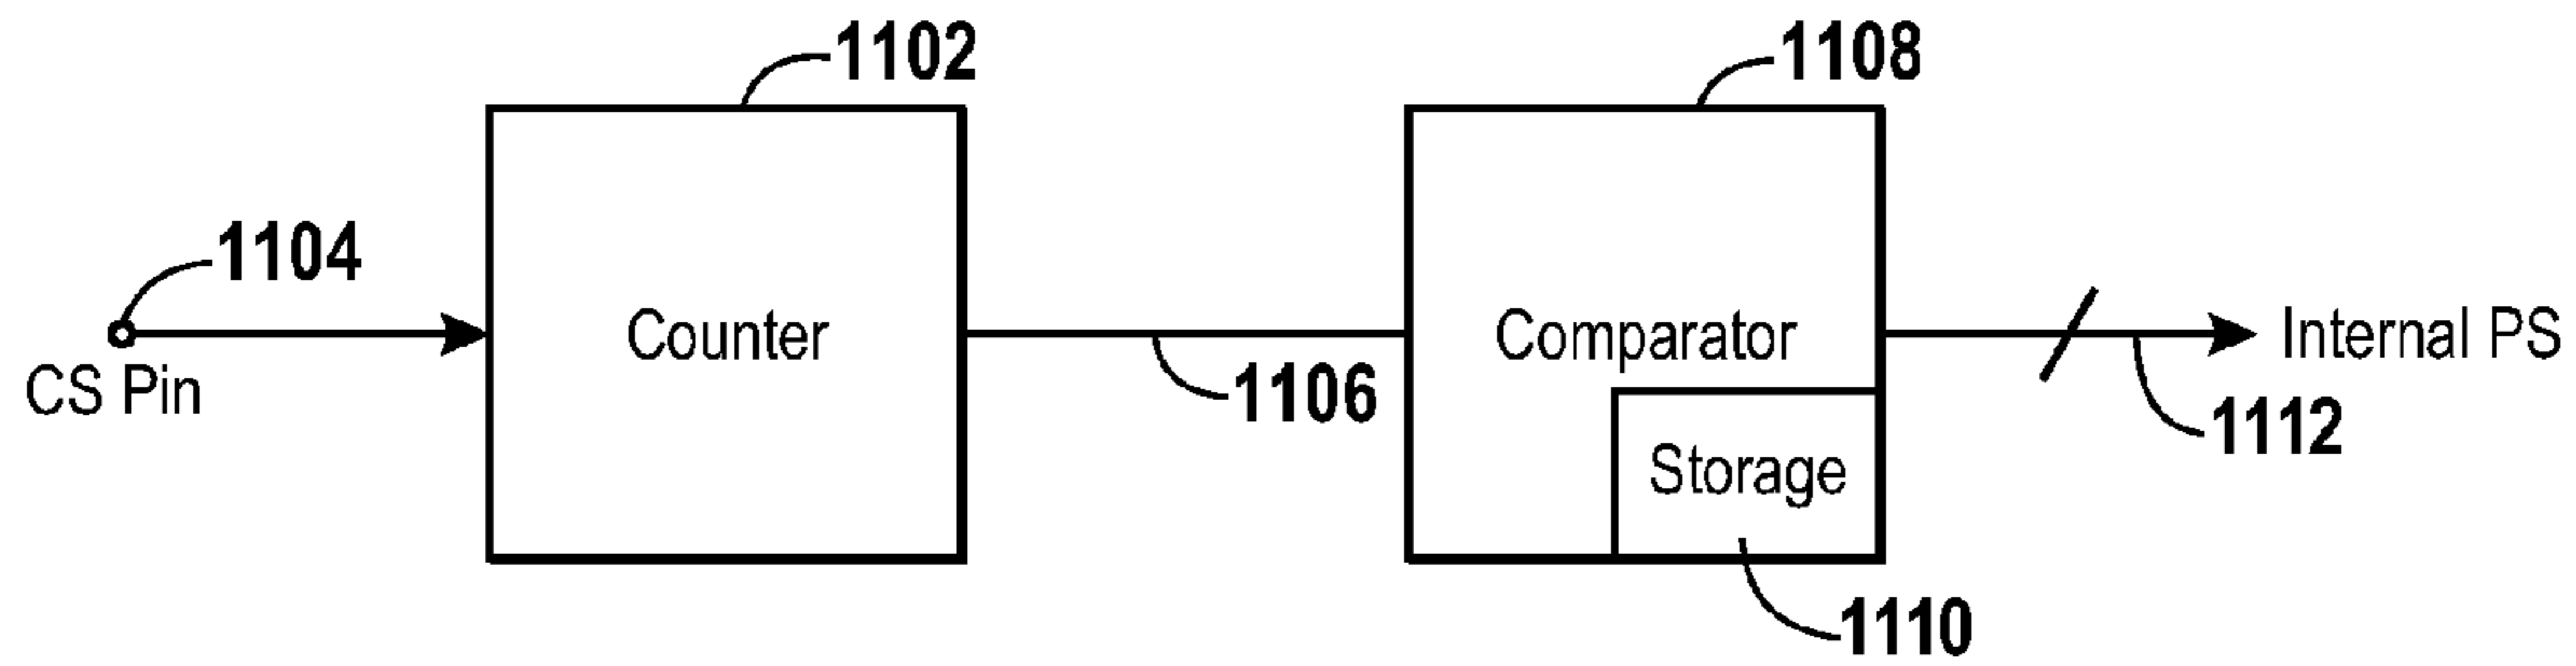 1102
1108
1104
CS Pin
Counter
1106
Comparator
Storage
1110
Internal PS
1112